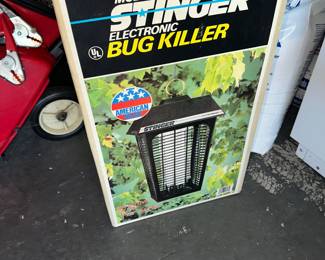 STINGER
ELECTRONIC
UL
BUG KILLER
AMERICAN
STINGER